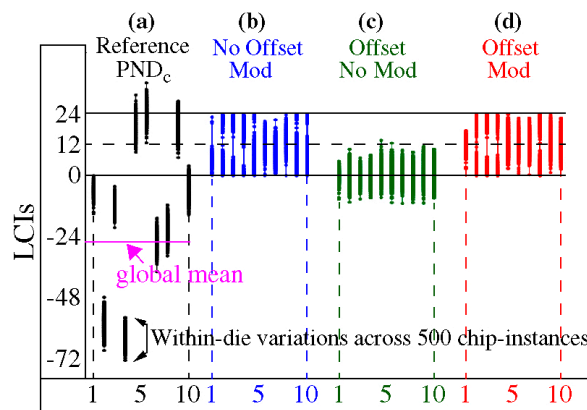 (a) (b) (c) (d)
Reference No Offset Offset Offset
PNDc Mod No Mod Mod
24
12
0
-24
-48
-72
LCIs
global mean
Within-die variations across 500 chip-instances
1 5 10 1 5 10 1 5 10 1 5 10